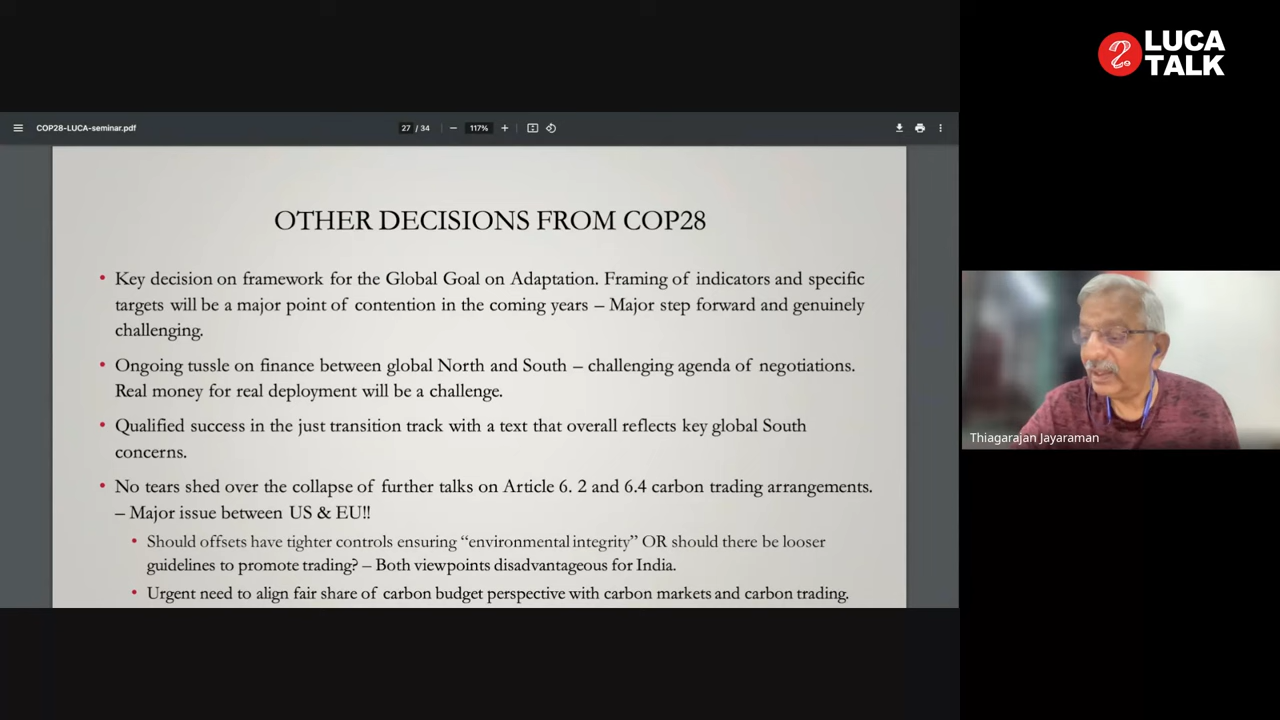 LUCA
TALK
COP28-LUCA-seminar.pdf
27 / 34
117%
OTHER DECISIONS FROM COP28
• Key decision on framework for the Global Goal on Adaptation. Framing of indicators and specific
targets will be a major point of contention in the coming years – Major step forward and genuinely
challenging.
• Ongoing tussle on finance between global North and South – challenging agenda of negotiations.
Real money for real deployment will be a challenge.
• Qualified success in the just transition track with a text that overall reflects key global South
concerns.
• No tears shed over the collapse of further talks on Article 6. 2 and 6.4 carbon trading arrangements.
– Major issue between US & EU!!
• Should offsets have tighter controls ensuring “environmental integrity” OR should there be looser
guidelines to promote trading? – Both viewpoints disadvantageous for India.
• Urgent need to align fair share of carbon budget perspective with carbon markets and carbon trading.
Thiagarajan Jayaraman